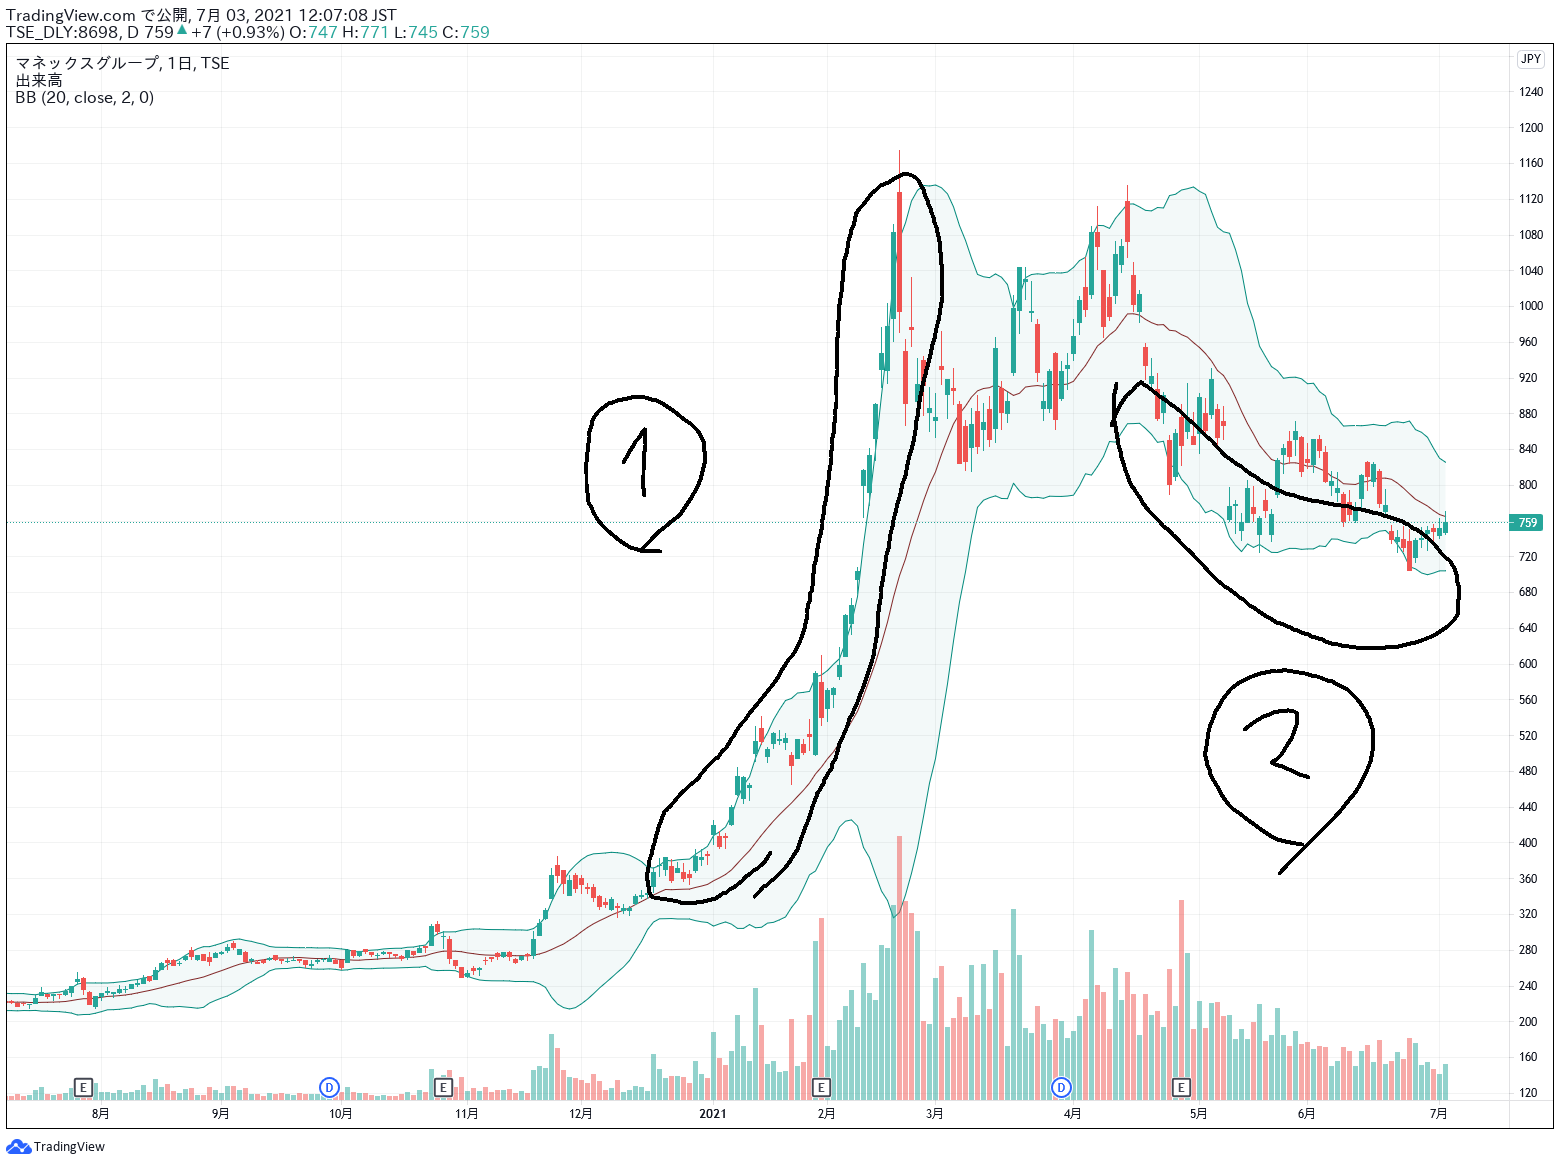 TradingView.com で公開, 7月 03, 2021 12:07:08 JST
TSE_DLY:8698, D 759▲ +7 (+0.93%) O:747 H:771 L:745 C:759
マネックスグループ, 1日, TSE
出来高
BB (20, close, 2, 0)
JPY
1240
1200
1160
1120
1080
1040
1000
960
920
880
840
800
759
720
680
640
600
560
520
480
440
400
360
320
280
240
200
160
120
1
2
E
D
E
E
D
E
8月
9月
10月
11月
12月
2021
2月
3月
4月
5月
6月
7月
TradingView